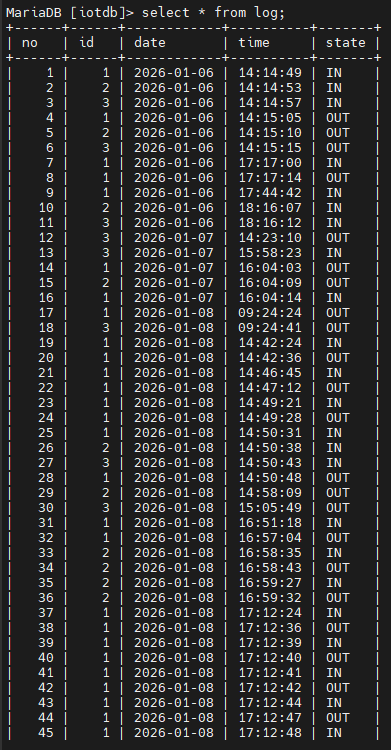 MariaDB [iotdb]> select * from log;
+------+------+------------+----------+-------+
| no   | id   | date       | time     | state |
+------+------+------------+----------+-------+
|    1 |    1 | 2026-01-06 | 14:14:49 | IN    |
|    2 |    2 | 2026-01-06 | 14:14:53 | IN    |
|    3 |    3 | 2026-01-06 | 14:14:57 | IN    |
|    4 |    1 | 2026-01-06 | 14:15:05 | OUT   |
|    5 |    2 | 2026-01-06 | 14:15:10 | OUT   |
|    6 |    3 | 2026-01-06 | 14:15:15 | OUT   |
|    7 |    1 | 2026-01-06 | 17:17:00 | IN    |
|    8 |    1 | 2026-01-06 | 17:17:14 | OUT   |
|    9 |    1 | 2026-01-06 | 17:44:42 | IN    |
|   10 |    2 | 2026-01-06 | 18:16:07 | IN    |
|   11 |    3 | 2026-01-06 | 18:16:12 | IN    |
|   12 |    3 | 2026-01-07 | 14:23:10 | OUT   |
|   13 |    3 | 2026-01-07 | 15:58:23 | IN    |
|   14 |    1 | 2026-01-07 | 16:04:03 | OUT   |
|   15 |    2 | 2026-01-07 | 16:04:09 | OUT   |
|   16 |    1 | 2026-01-07 | 16:04:14 | IN    |
|   17 |    1 | 2026-01-08 | 09:24:24 | OUT   |
|   18 |    3 | 2026-01-08 | 09:24:41 | OUT   |
|   19 |    1 | 2026-01-08 | 14:42:24 | IN    |
|   20 |    1 | 2026-01-08 | 14:42:36 | OUT   |
|   21 |    1 | 2026-01-08 | 14:46:45 | IN    |
|   22 |    1 | 2026-01-08 | 14:47:12 | OUT   |
|   23 |    1 | 2026-01-08 | 14:49:21 | IN    |
|   24 |    1 | 2026-01-08 | 14:49:28 | OUT   |
|   25 |    1 | 2026-01-08 | 14:50:31 | IN    |
|   26 |    2 | 2026-01-08 | 14:50:38 | IN    |
|   27 |    3 | 2026-01-08 | 14:50:43 | IN    |
|   28 |    1 | 2026-01-08 | 14:50:48 | OUT   |
|   29 |    2 | 2026-01-08 | 14:58:09 | OUT   |
|   30 |    3 | 2026-01-08 | 15:05:49 | OUT   |
|   31 |    1 | 2026-01-08 | 16:51:18 | IN    |
|   32 |    1 | 2026-01-08 | 16:57:04 | OUT   |
|   33 |    2 | 2026-01-08 | 16:58:35 | IN    |
|   34 |    2 | 2026-01-08 | 16:58:43 | OUT   |
|   35 |    2 | 2026-01-08 | 16:59:27 | IN    |
|   36 |    2 | 2026-01-08 | 16:59:32 | OUT   |
|   37 |    1 | 2026-01-08 | 17:12:24 | IN    |
|   38 |    1 | 2026-01-08 | 17:12:36 | OUT   |
|   39 |    1 | 2026-01-08 | 17:12:39 | IN    |
|   40 |    1 | 2026-01-08 | 17:12:40 | OUT   |
|   41 |    1 | 2026-01-08 | 17:12:41 | IN    |
|   42 |    1 | 2026-01-08 | 17:12:42 | OUT   |
|   43 |    1 | 2026-01-08 | 17:12:44 | IN    |
|   44 |    1 | 2026-01-08 | 17:12:47 | OUT   |
|   45 |    1 | 2026-01-08 | 17:12:48 | IN    |